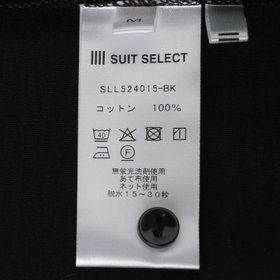 M
SUIT SELECT
SLL524015-BK
コットン 100%
40
F
無蛍光洗剤使用
あて布使用
ネット使用
脱水15～30秒